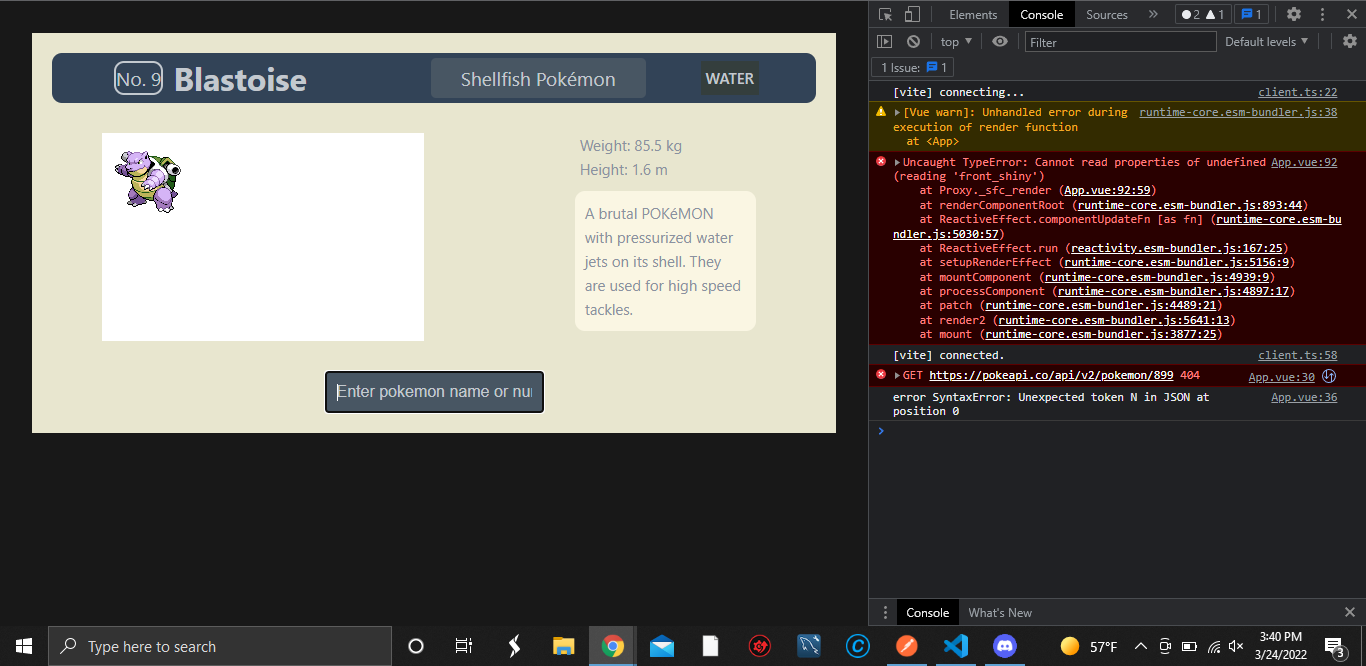 No. 9 Blastoise Shellfish Pokémon WATER
Weight: 85.5 kg
Height: 1.6 m
A brutal POKéMON
with pressurized water
jets on its shell. They
are used for high speed
tackles.
Enter pokemon name or nu
Elements Console Sources » 2 1 1
top Filter Default levels
1 Issue: 1
[vite] connecting... client.ts:22
[Vue warn]: Unhandled error during runtime-core.esm-bundler.js:38
execution of render function
at <App>
Uncaught TypeError: Cannot read properties of undefined App.vue:92
(reading 'front_shiny')
at Proxy._sfc_render (App.vue:92:59)
at renderComponentRoot (runtime-core.esm-bundler.js:893:44)
at ReactiveEffect.componentUpdateFn [as fn] (runtime-core.esm-bu
ndler.js:5030:57)
at ReactiveEffect.run (reactivity.esm-bundler.js:167:25)
at setupRenderEffect (runtime-core.esm-bundler.js:5156:9)
at mountComponent (runtime-core.esm-bundler.js:4939:9)
at processComponent (runtime-core.esm-bundler.js:4897:17)
at patch (runtime-core.esm-bundler.js:4489:21)
at render2 (runtime-core.esm-bundler.js:5641:13)
at mount (runtime-core.esm-bundler.js:3877:25)
[vite] connected. client.ts:58
GET https://pokeapi.co/api/v2/pokemon/899 404 App.vue:30
error SyntaxError: Unexpected token N in JSON at App.vue:36
position 0
Console What's New
Type here to search
57°F
3:40 PM
3/24/2022
3